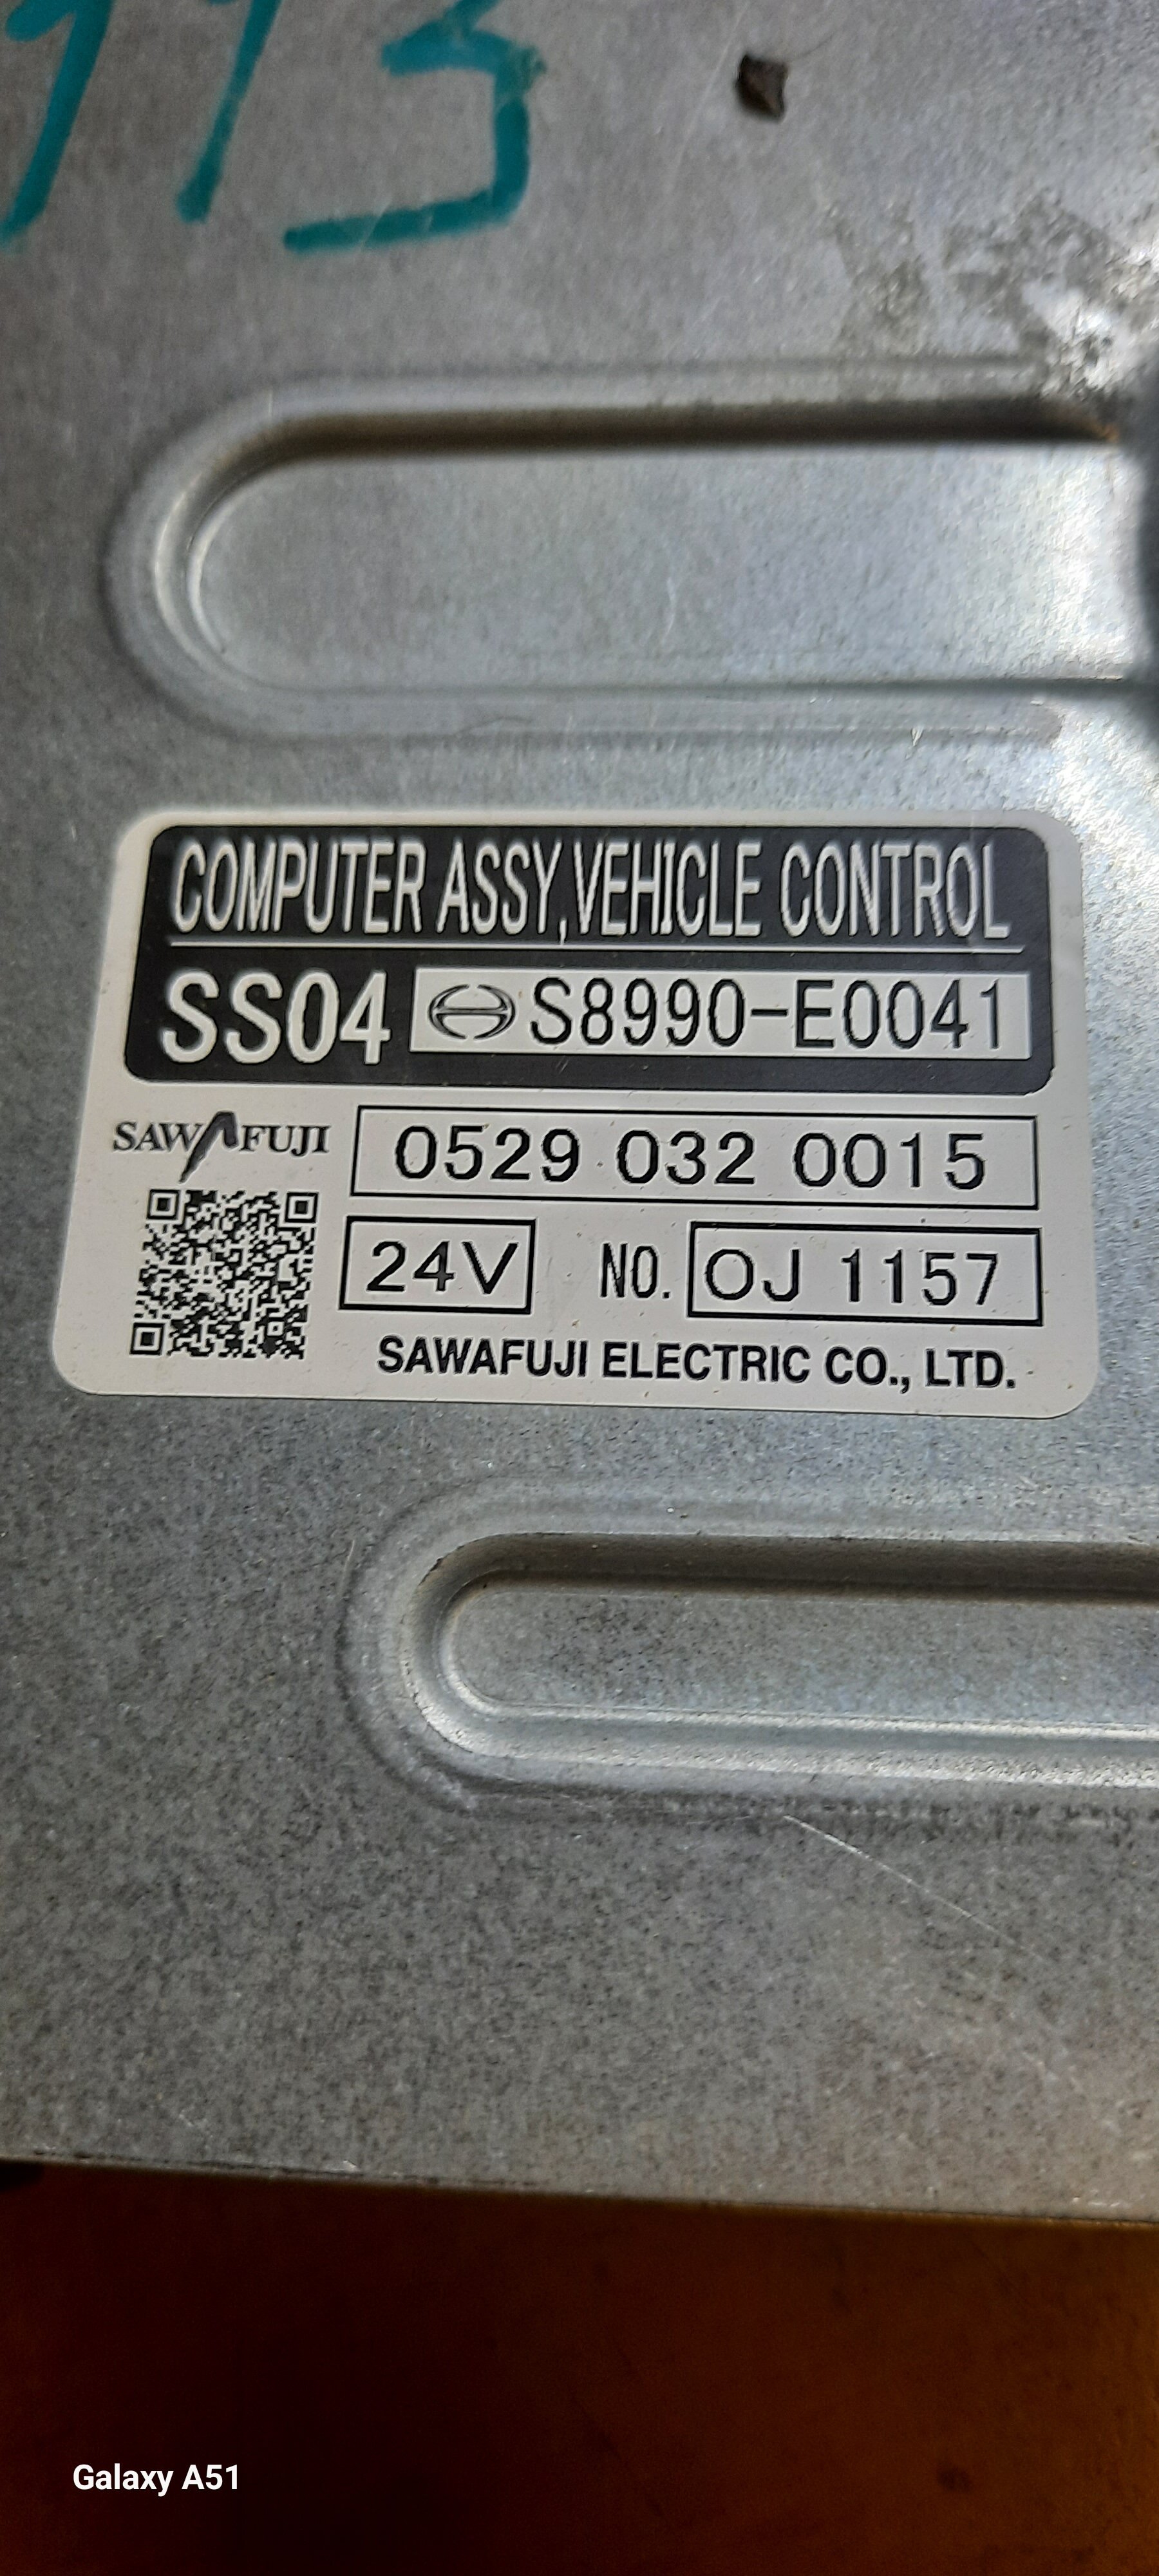 113
COMPUTER ASSY,VEHICLE CONTROL
SS04 S8990-E0041
SAWAFUJI 0529 032 0015
24V NO. OJ 1157
SAWAFUJI ELECTRIC CO., LTD.
Galaxy A51